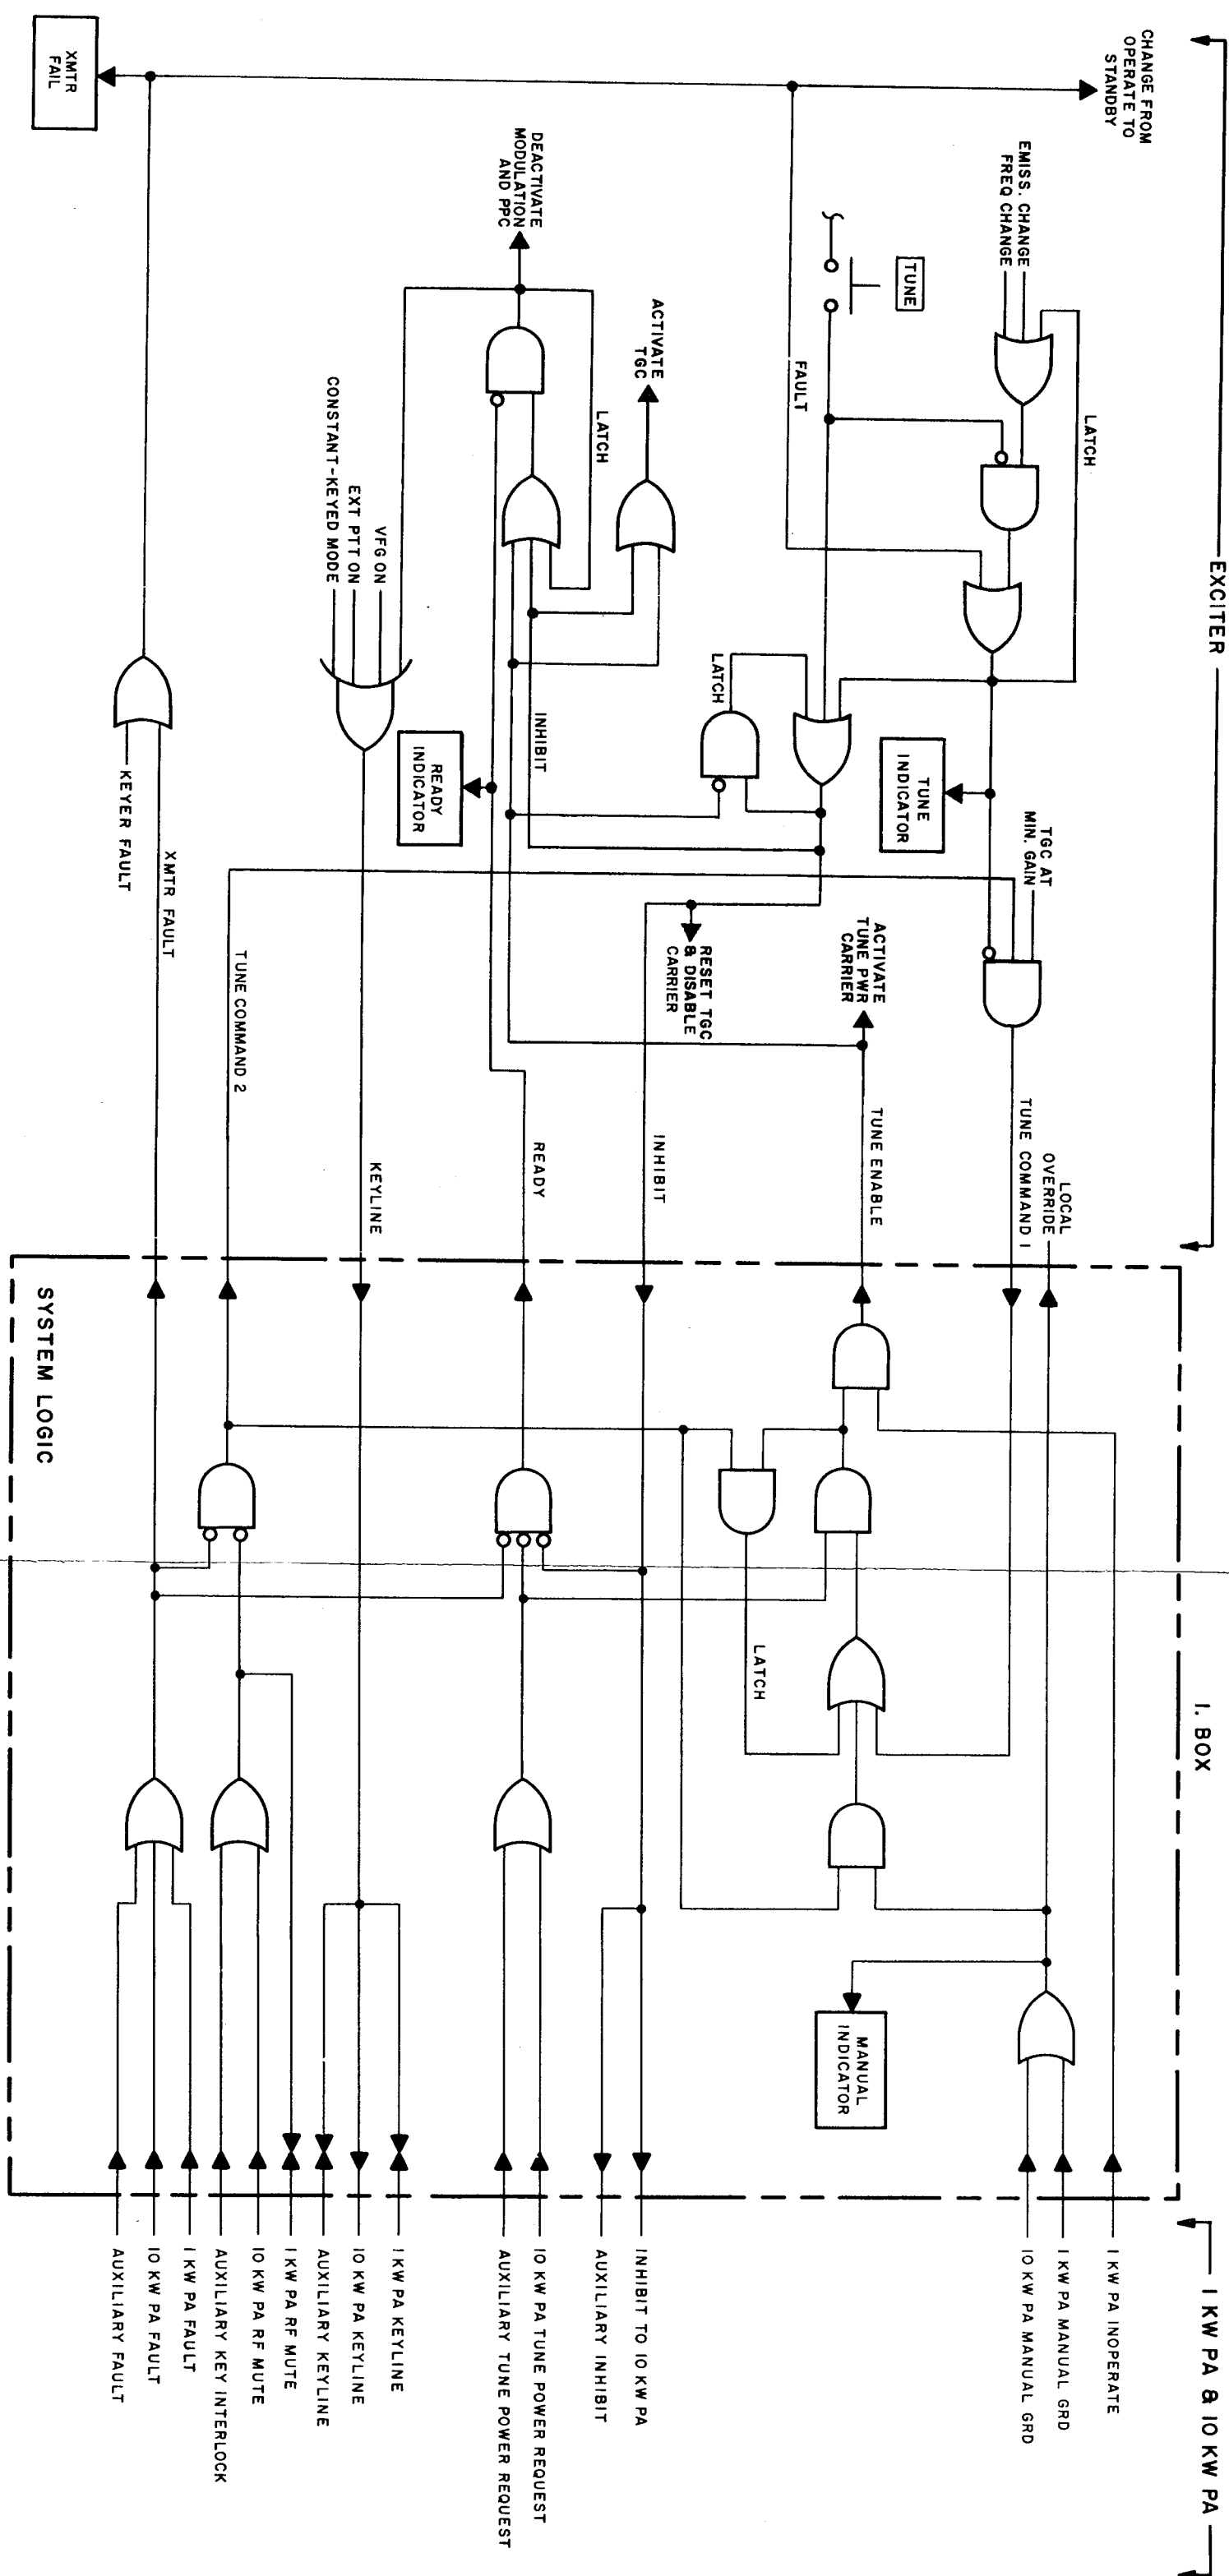 EXCITER
I. BOX
1 KW PA & 10 KW PA
CHANGE FROM
OPERATE TO
STANDBY
EMISS. CHANGE
FREQ CHANGE
LATCH
TUNE
FAULT
TGC AT
MIN. GAIN
TUNE
INDICATOR
LOCAL
OVERRIDE
TUNE COMMAND 1
ACTIVATE
TUNE PWR
CARRIER
TUNE ENABLE
RESET TGC
& DISABLE
CARRIER
LATCH
INHIBIT
ACTIVATE
TGC
LATCH
INHIBIT
DEACTIVATE
MODULATION
AND PPC
READY
READY
INDICATOR
VFG ON
EXT PTT ON
CONSTANT-KEYED MODE
KEYLINE
TUNE COMMAND 2
XMTR FAULT
KEYER FAULT
XMTR
FAIL
LATCH
MANUAL
INDICATOR
SYSTEM LOGIC
1 KW PA INOPERATE
1 KW PA MANUAL GRD
10 KW PA MANUAL GRD
INHIBIT TO 10 KW PA
AUXILIARY INHIBIT
10 KW PA TUNE POWER REQUEST
AUXILIARY TUNE POWER REQUEST
1 KW PA KEYLINE
10 KW PA KEYLINE
AUXILIARY KEYLINE
1 KW PA RF MUTE
10 KW PA RF MUTE
AUXILIARY KEY INTERLOCK
1 KW PA FAULT
10 KW PA FAULT
AUXILIARY FAULT